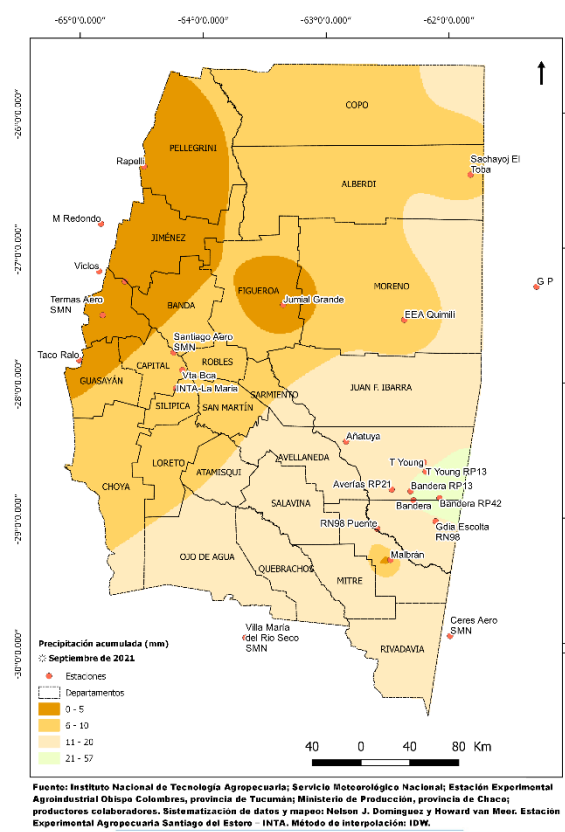 -65°0'0.000"
-64°0'0.000"
-63°0'0.000"
-62°0'0.000"
-26°0'0.000"
-27°0'0.000"
-28°0'0.000"
-29°0'0.000"
-30°0'0.000"
COPO
PELLEGRINI
Rapelli
Sachayoj El
Toba
ALBERDI
M Redondo
JIMÉNEZ
Viclos
G P
MORENO
FIGUEROA
Jumial Grande
BANDA
Termas Aero
SMN
EEA Quimilí
Santiago Aero
SMN
Taco Ralo
CAPITAL
ROBLES
Vta Bca
GUASAYÁN
INTA-La María
JUAN F. IBARRA
SARMIENTO
SILIPICA
SAN MARTÍN
Añatuya
AVELLANEDA
LORETO
T Young
T Young RP13
ATAMISQUI
CHOYA
Averías RP21
Bandera RP13
SALAVINA
Bandera
Bandera RP42
RN98 Puente
Gdia Escolta
RN98
OJO DE AGUA
Malbrán
QUEBRACHOS
MITRE
Villa María
del Rio Seco
SMN
Ceres Aero
SMN
RIVADAVIA
Precipitación acumulada (mm)
Septiembre de 2021
Estaciones
Departamentos
0 - 5
6 - 10
11 - 20
21 - 57
40 0 40 80 Km
Fuente: Instituto Nacional de Tecnología Agropecuaria; Servicio Meteorológico Nacional; Estación Experimental
Agroindustrial Obispo Colombres, provincia de Tucumán; Ministerio de Producción, provincia de Chaco;
productores colaboradores. Sistematización de datos y mapeo: Nelson J. Domínguez y Howard van Meer. Estación
Experimental Agropecuaria Santiago del Estero – INTA. Método de interpolación: IDW.